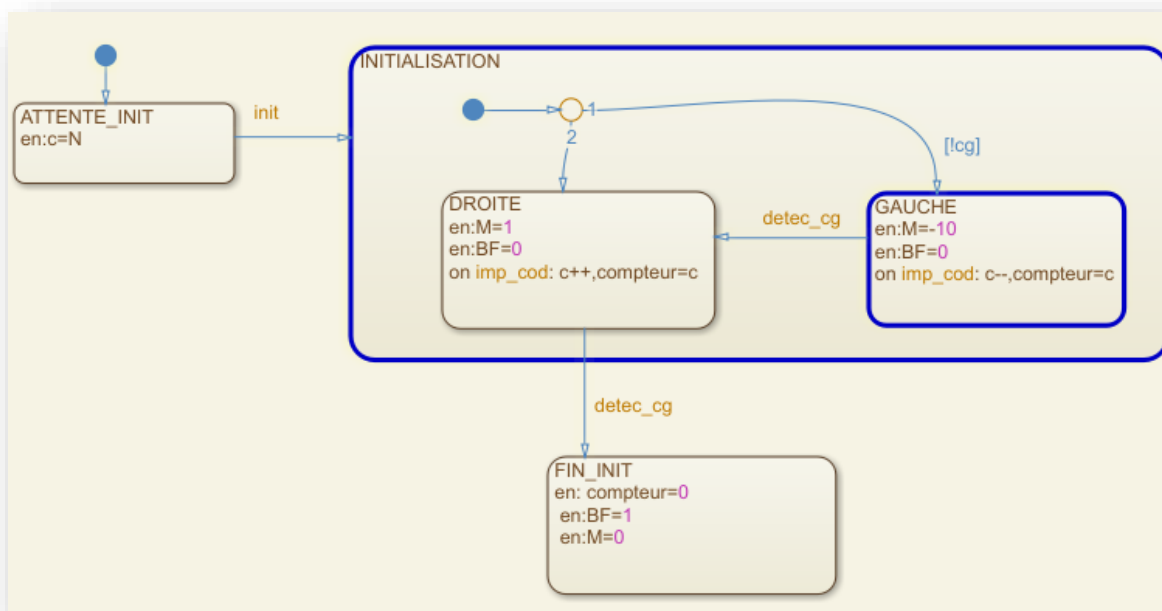 INITIALISATION
ATTENTE_INIT
en:c=N
init
1
2
[!cg]
DROITE
en:M=1
en:BF=0
on imp_cod: c++,compteur=c
detec_cg
GAUCHE
en:M=-10
en:BF=0
on imp_cod: c--,compteur=c
detec_cg
FIN_INIT
en: compteur=0
en:BF=1
en:M=0